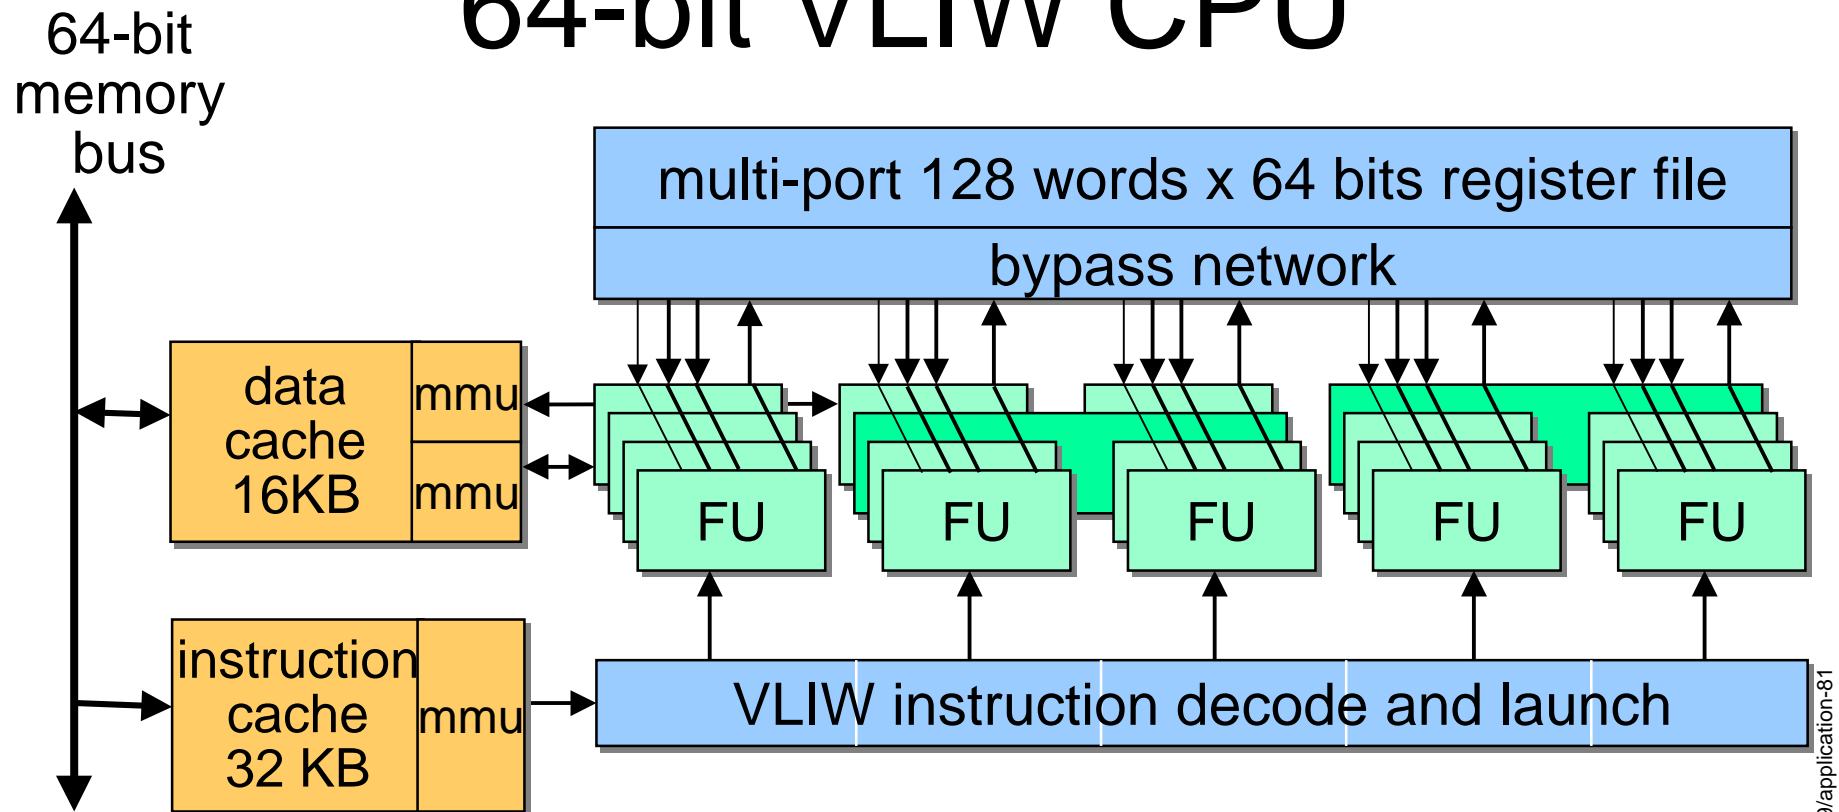 64-bit VLIW CPU
64-bit
memory
bus
multi-port 128 words x 64 bits register file
bypass network
data
cache
16KB
mmu
mmu
FU
FU
FU
FU
FU
instruction
cache
32 KB
mmu
VLIW instruction decode and launch
/application-81